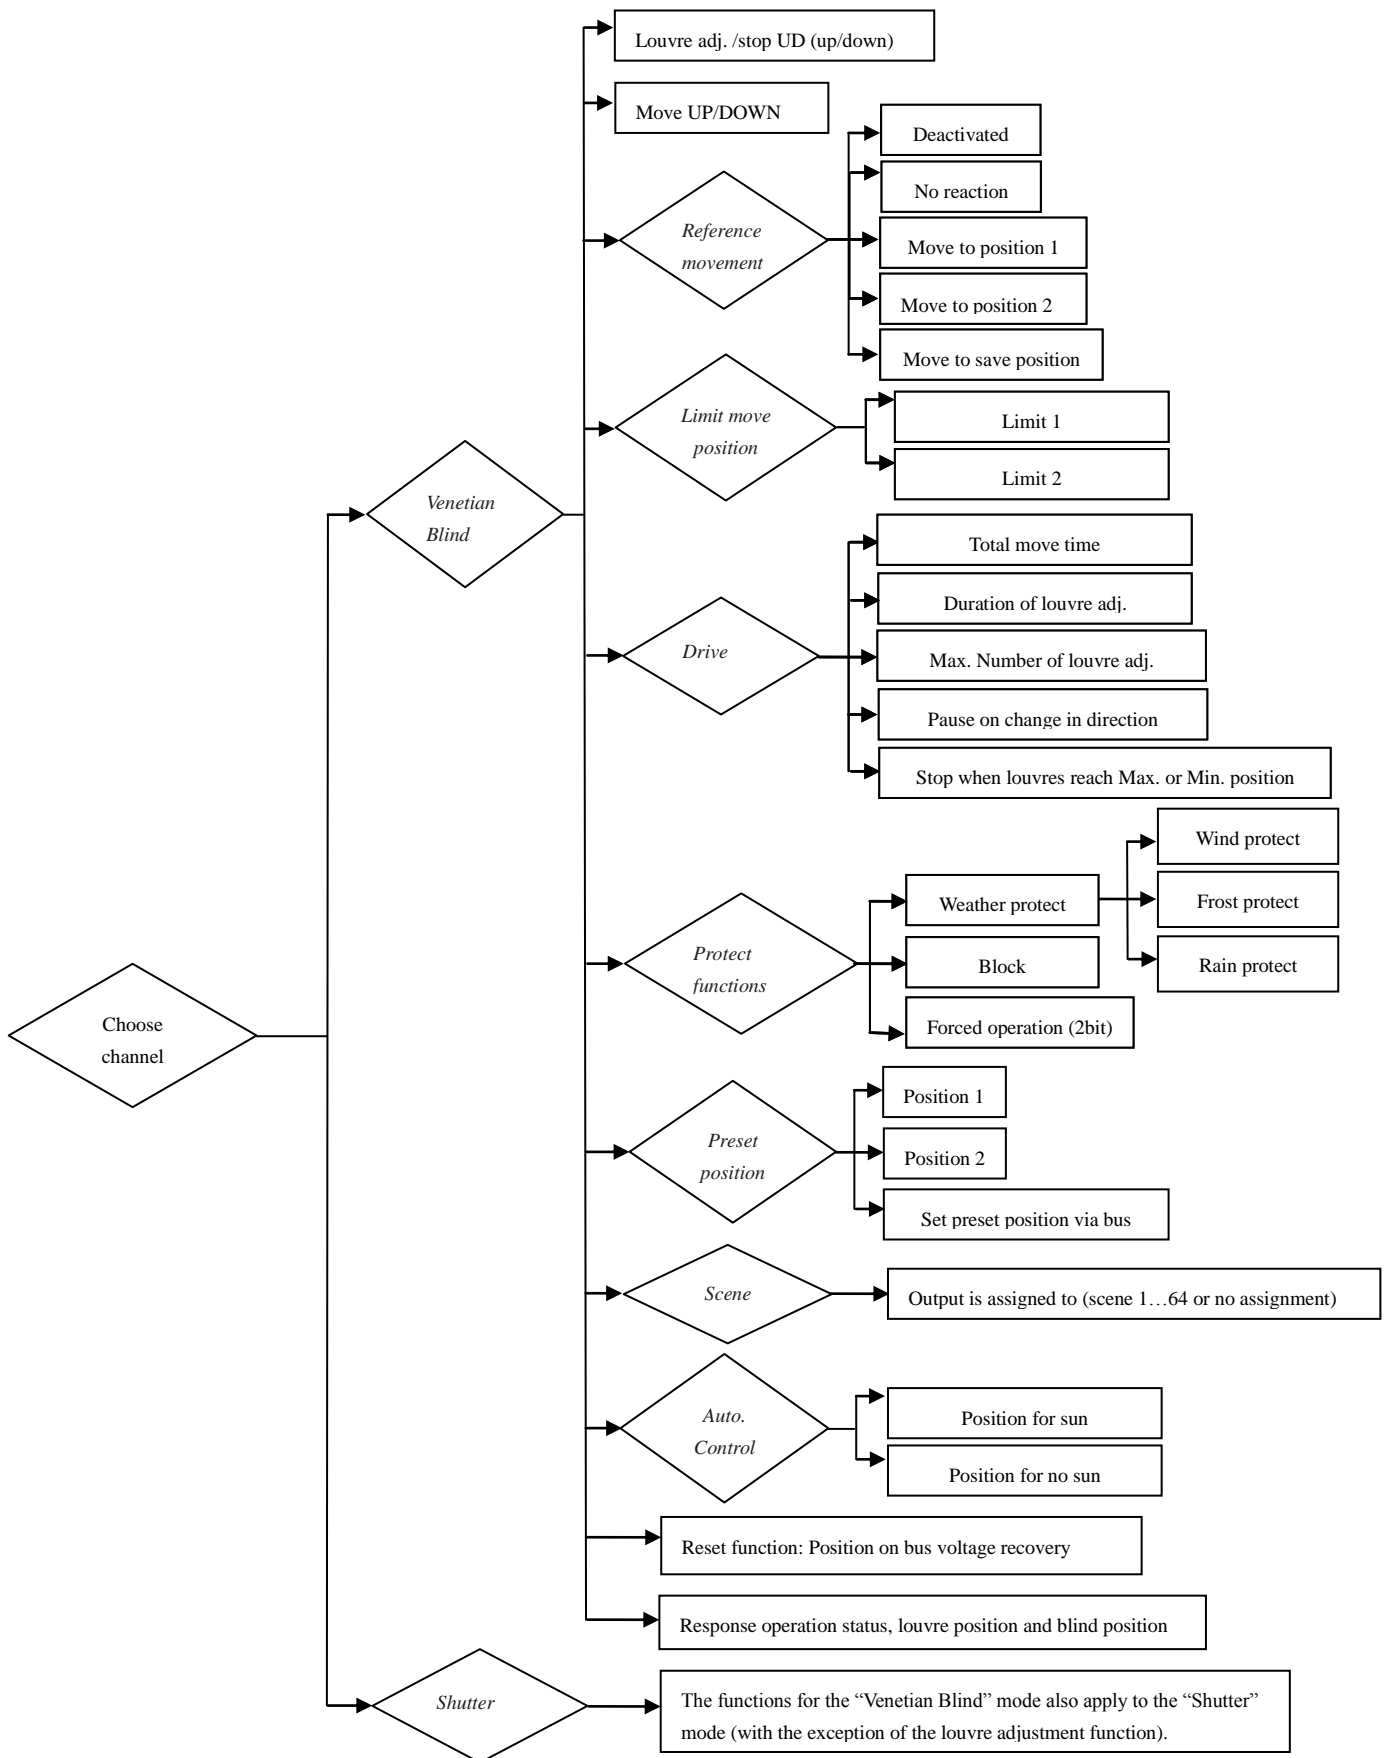 Louvre adj. /stop UD (up/down)
Move UP/DOWN
Deactivated
No reaction
Reference
movement
Move to position 1
Move to position 2
Move to save position
Limit move
position
Limit 1
Limit 2
Venetian
Blind
Total move time
Duration of louvre adj.
Drive
Max. Number of louvre adj.
Pause on change in direction
Stop when louvres reach Max. or Min. position
Wind protect
Weather protect
Frost protect
Protect
functions
Block
Rain protect
Forced operation (2bit)
Choose
channel
Position 1
Preset
position
Position 2
Set preset position via bus
Scene
Output is assigned to (scene 1…64 or no assignment)
Auto.
Control
Position for sun
Position for no sun
Reset function: Position on bus voltage recovery
Response operation status, louvre position and blind position
Shutter
The functions for the “Venetian Blind” mode also apply to the “Shutter”
mode (with the exception of the louvre adjustment function).